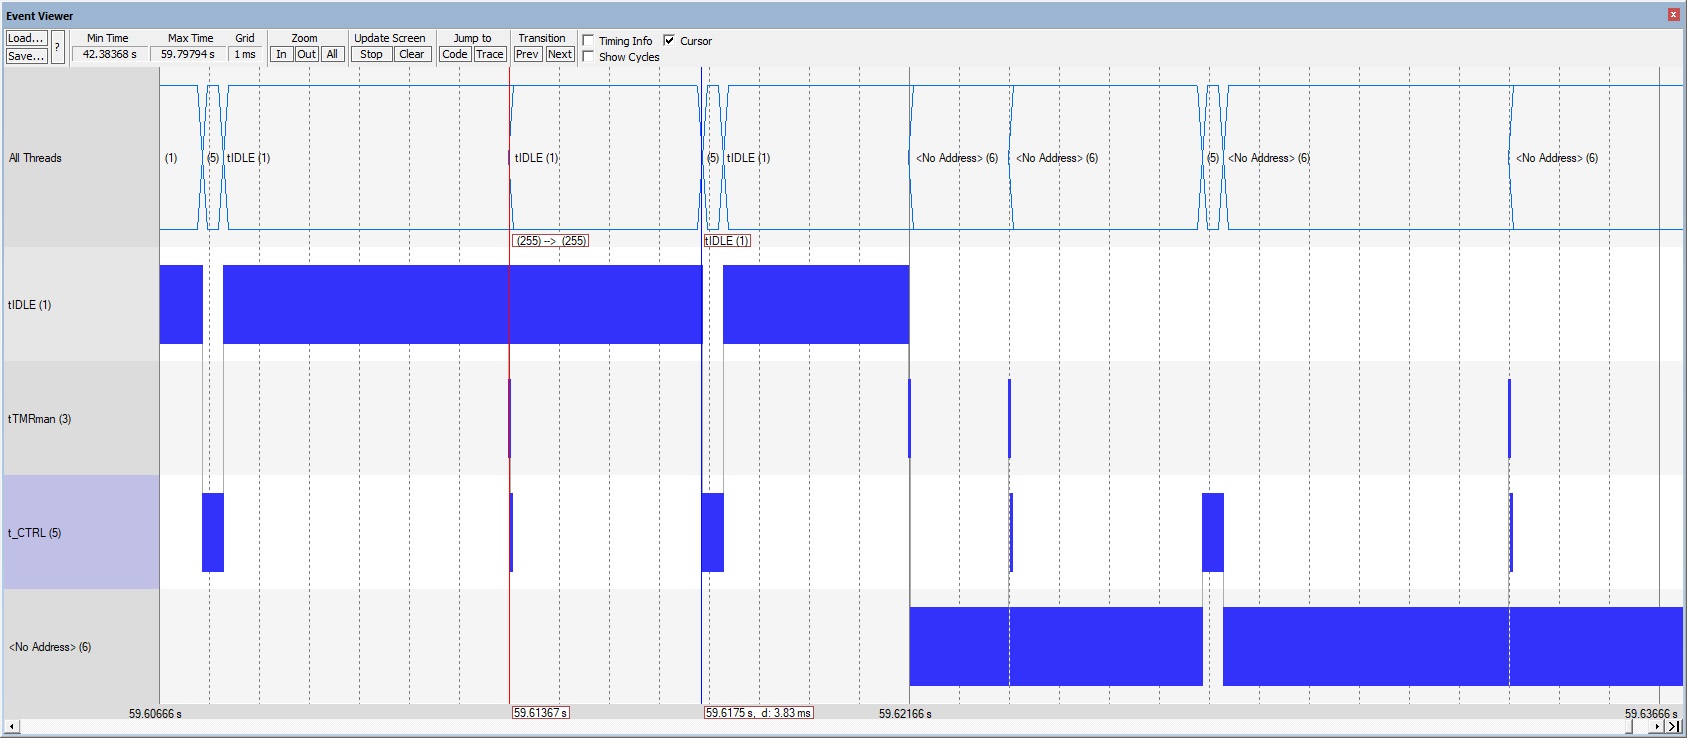 Event Viewer
Load... Save... ?
Min Time Max Time Grid
42.38368 s 59.79794 s 1 ms
Zoom
In Out All
Update Screen
Stop Clear
Jump to
Code Trace
Transition
Prev Next
Timing Info Cursor
Show Cycles
All Threads
(1) (5) tIDLE (1) tIDLE (1) (5) tIDLE (1) <No Address> (6) <No Address> (6) (5) <No Address> (6) <No Address> (6)
(255) --> (255) tIDLE (1)
tIDLE (1)
tTMRman (3)
t_CTRL (5)
<No Address> (6)
59.60666 s 59.61367 s 59.6175 s, d: 3.83 ms 59.62166 s 59.63666 s